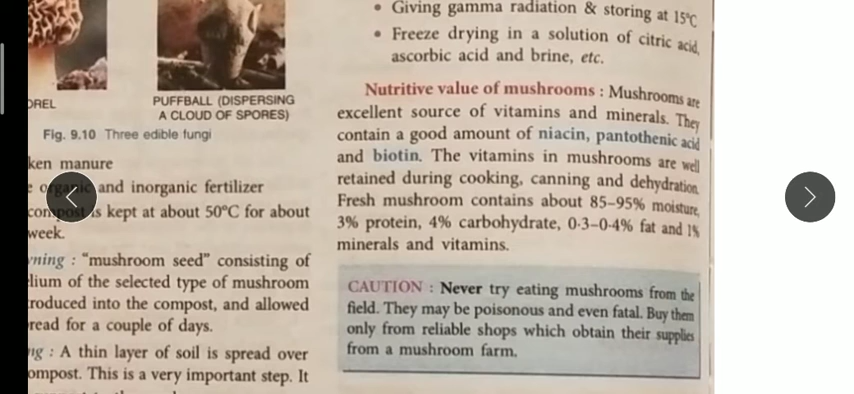 OREL
PUFFBALL (DISPERSING
A CLOUD OF SPORES)
Fig. 9.10 Three edible fungi
ken manure
e organic and inorganic fertilizer
compost is kept at about 50°C for about
week.
ning : “mushroom seed” consisting of
lium of the selected type of mushroom
troduced into the compost, and allowed
read for a couple of days.
ng : A thin layer of soil is spread over
ompost. This is a very important step. It
• Giving gamma radiation & storing at 15°C
• Freeze drying in a solution of citric acid,
ascorbic acid and brine, etc.
Nutritive value of mushrooms : Mushrooms are
excellent source of vitamins and minerals. They
contain a good amount of niacin, pantothenic acid
and biotin. The vitamins in mushrooms are well
retained during cooking, canning and dehydration.
Fresh mushroom contains about 85–95% moisture,
3% protein, 4% carbohydrate, 0·3–0·4% fat and 1%
minerals and vitamins.
CAUTION : Never try eating mushrooms from the
field. They may be poisonous and even fatal. Buy them
only from reliable shops which obtain their supplies
from a mushroom farm.